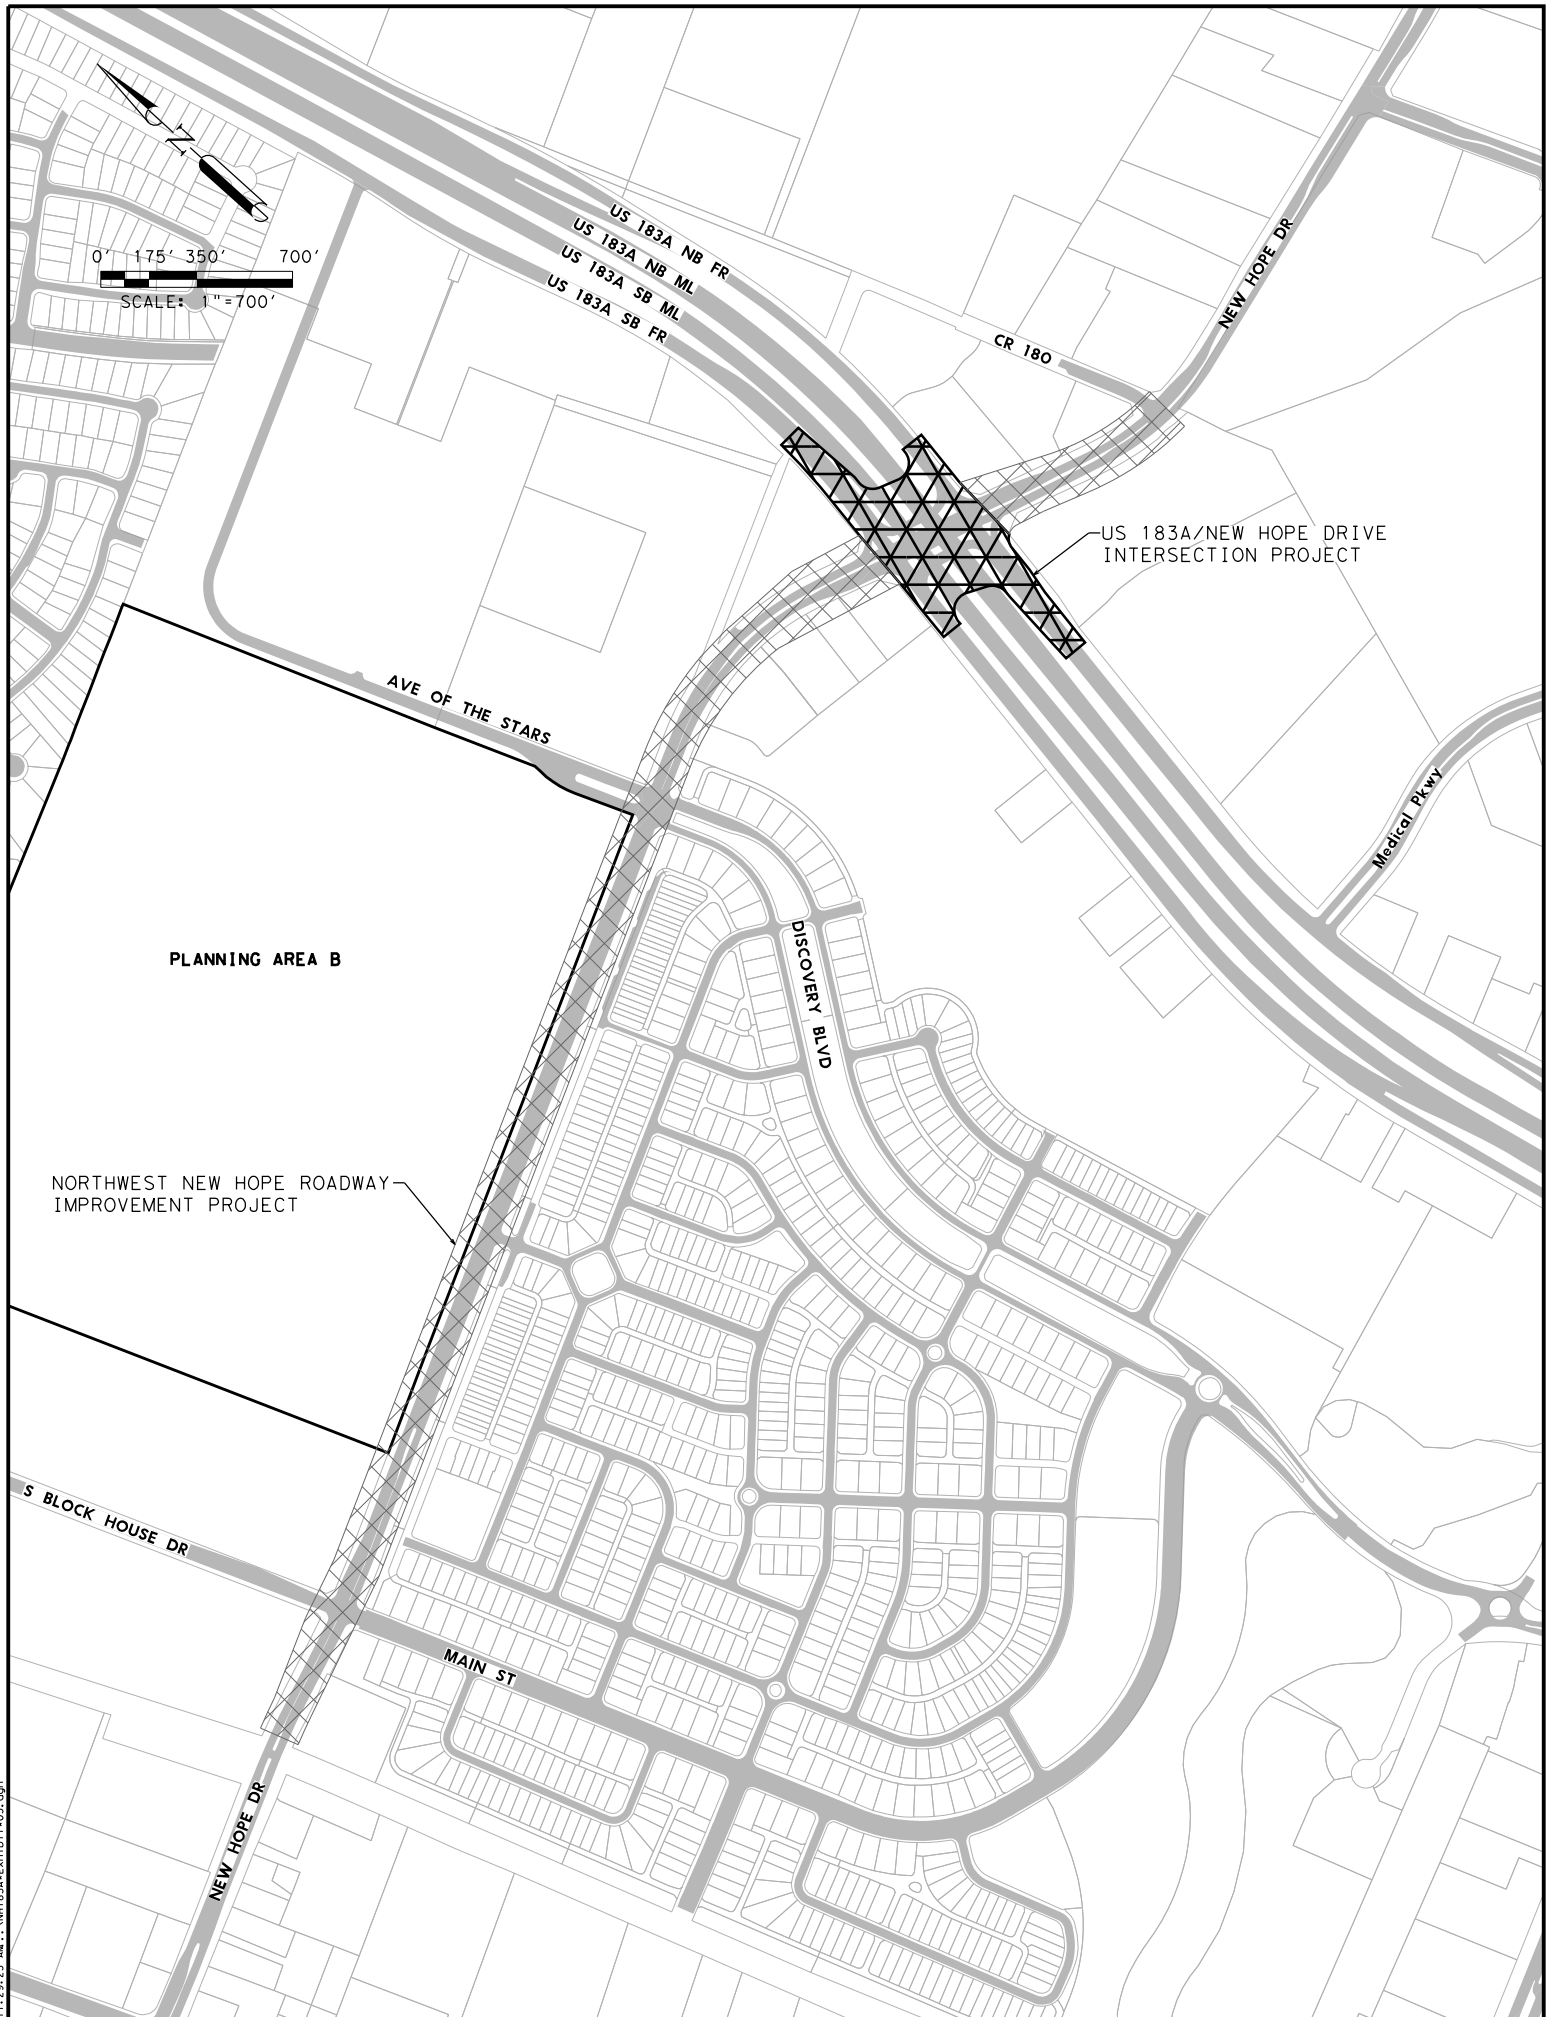 N
0' 175' 350' 700'
SCALE: 1"=700'
US 183A NB FR
US 183A NB ML
US 183A SB ML
US 183A SB FR
NEW HOPE DR
CR 180
US 183A/NEW HOPE DRIVE
INTERSECTION PROJECT
AVE OF THE STARS
Medical Pkwy
DISCOVERY BLVD
PLANNING AREA B
NORTHWEST NEW HOPE ROADWAY
IMPROVEMENT PROJECT
S BLOCK HOUSE DR
MAIN ST
NEW HOPE DR